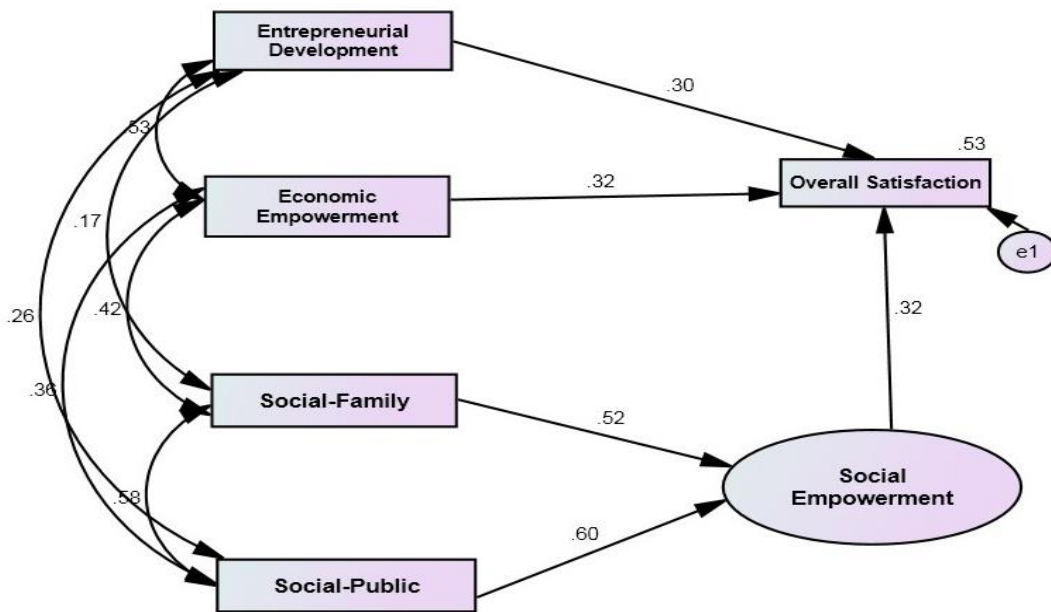 Entrepreneurial
Development
.30
.53
.53
Overall Satisfaction
Economic
Empowerment
.32
e1
.17
.26
.42
.32
.36
Social-Family
.52
Social
Empowerment
.58
.60
Social-Public